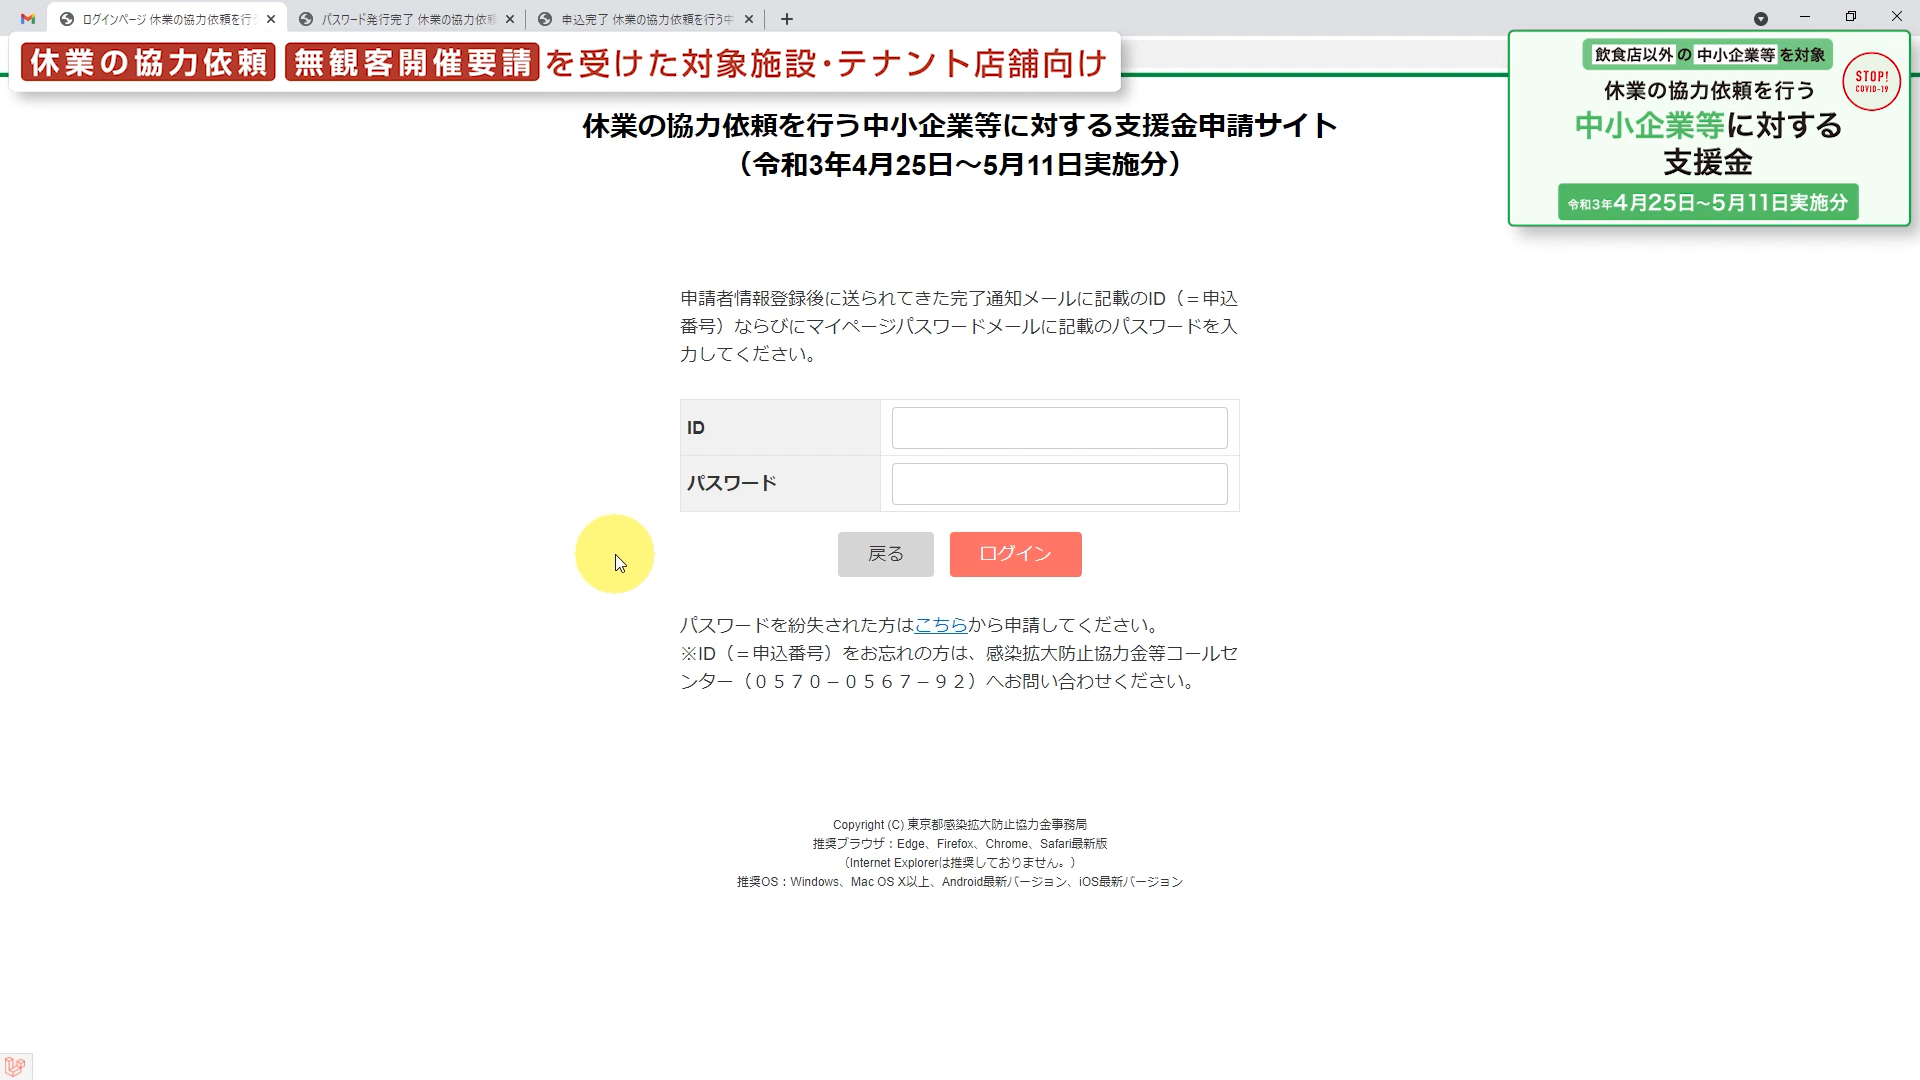 ログインページ 休業の協力依頼を行う
パスワード発行完了 休業の協力依頼
申込完了 休業の協力依頼を行う中
休業の協力依頼 無観客開催要請 を受けた対象施設・テナント店舗向け
飲食店以外の中小企業等を対象
STOP!
COVID-19
休業の協力依頼を行う
中小企業等に対する
支援金
令和3年4月25日～5月11日実施分
休業の協力依頼を行う中小企業等に対する支援金申請サイト
（令和3年4月25日～5月11日実施分）
申請者情報登録後に送られてきた完了通知メールに記載のID（＝申込
番号）ならびにマイページパスワードメールに記載のパスワードを入
力してください。
ID
パスワード
戻る
ログイン
パスワードを紛失された方はこちらから申請してください。
※ID（＝申込番号）をお忘れの方は、感染拡大防止協力金等コールセ
ンター（０５７０－０５６７－９２）へお問い合わせください。
Copyright (C) 東京都感染拡大防止協力金事務局
推奨ブラウザ：Edge、Firefox、Chrome、Safari最新版
（Internet Explorerは推奨しておりません。）
推奨OS：Windows、Mac OS X以上、Android最新バージョン、iOS最新バージョン